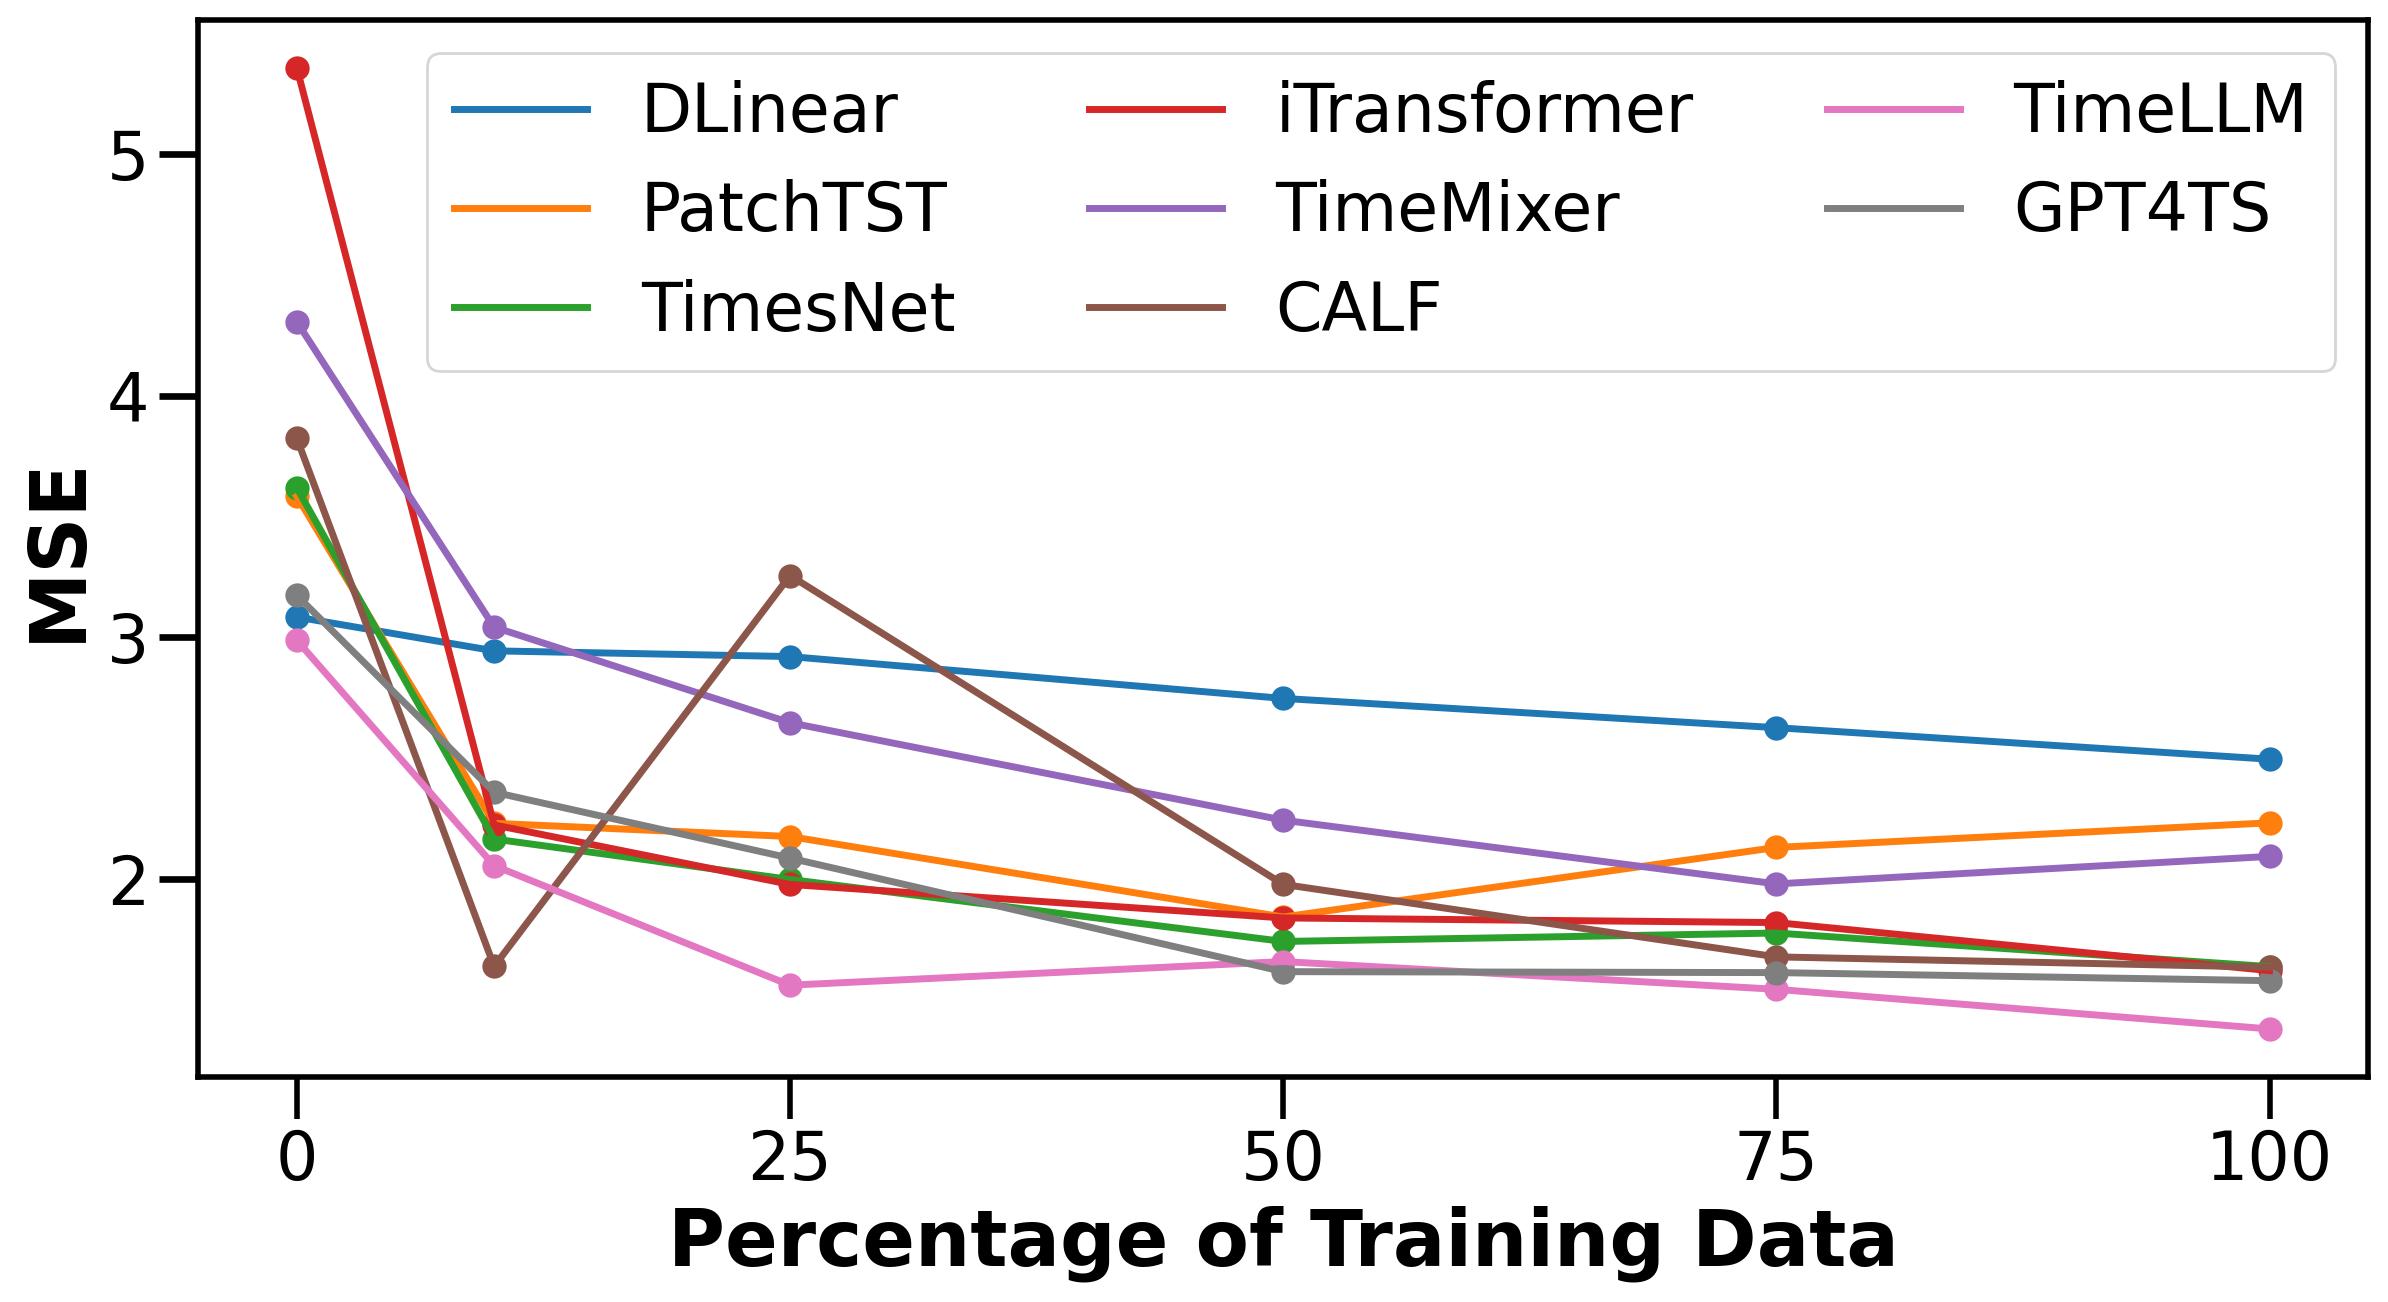 DLinear
PatchTST
TimesNet
iTransformer
TimeMixer
CALF
TimeLLM
GPT4TS
5
4
3
2
MSE
0 25 50 75 100
Percentage of Training Data